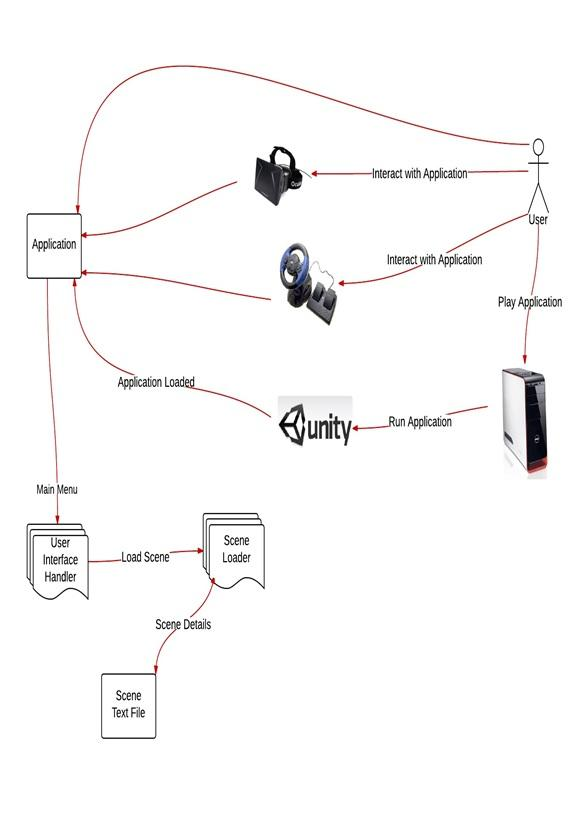 Interact with Application
User
Application
Interact with Application
Play Application
Application Loaded
unity
Run Application
Main Menu
User
Interface
Handler
Load Scene
Scene
Loader
Scene Details
Scene
Text File